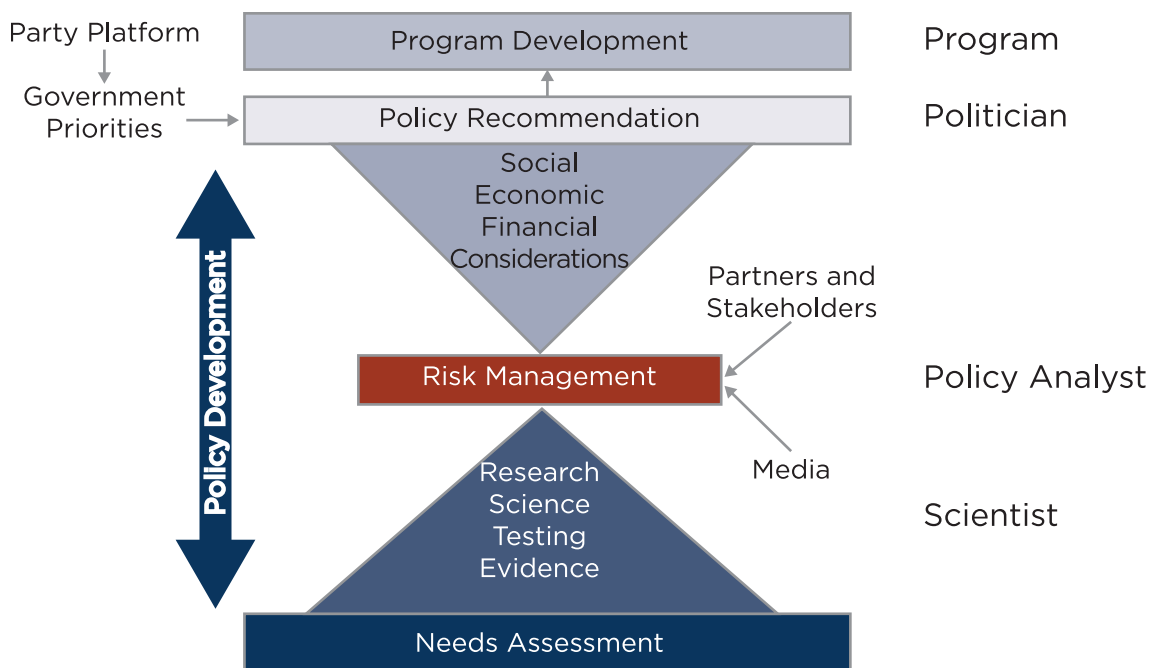 Party Platform
Government
Priorities
Program Development
Program
Policy Recommendation
Politician
Social
Economic
Financial
Considerations
Policy Development
Partners and
Stakeholders
Risk Management
Policy Analyst
Media
Research
Science
Testing
Evidence
Scientist
Needs Assessment